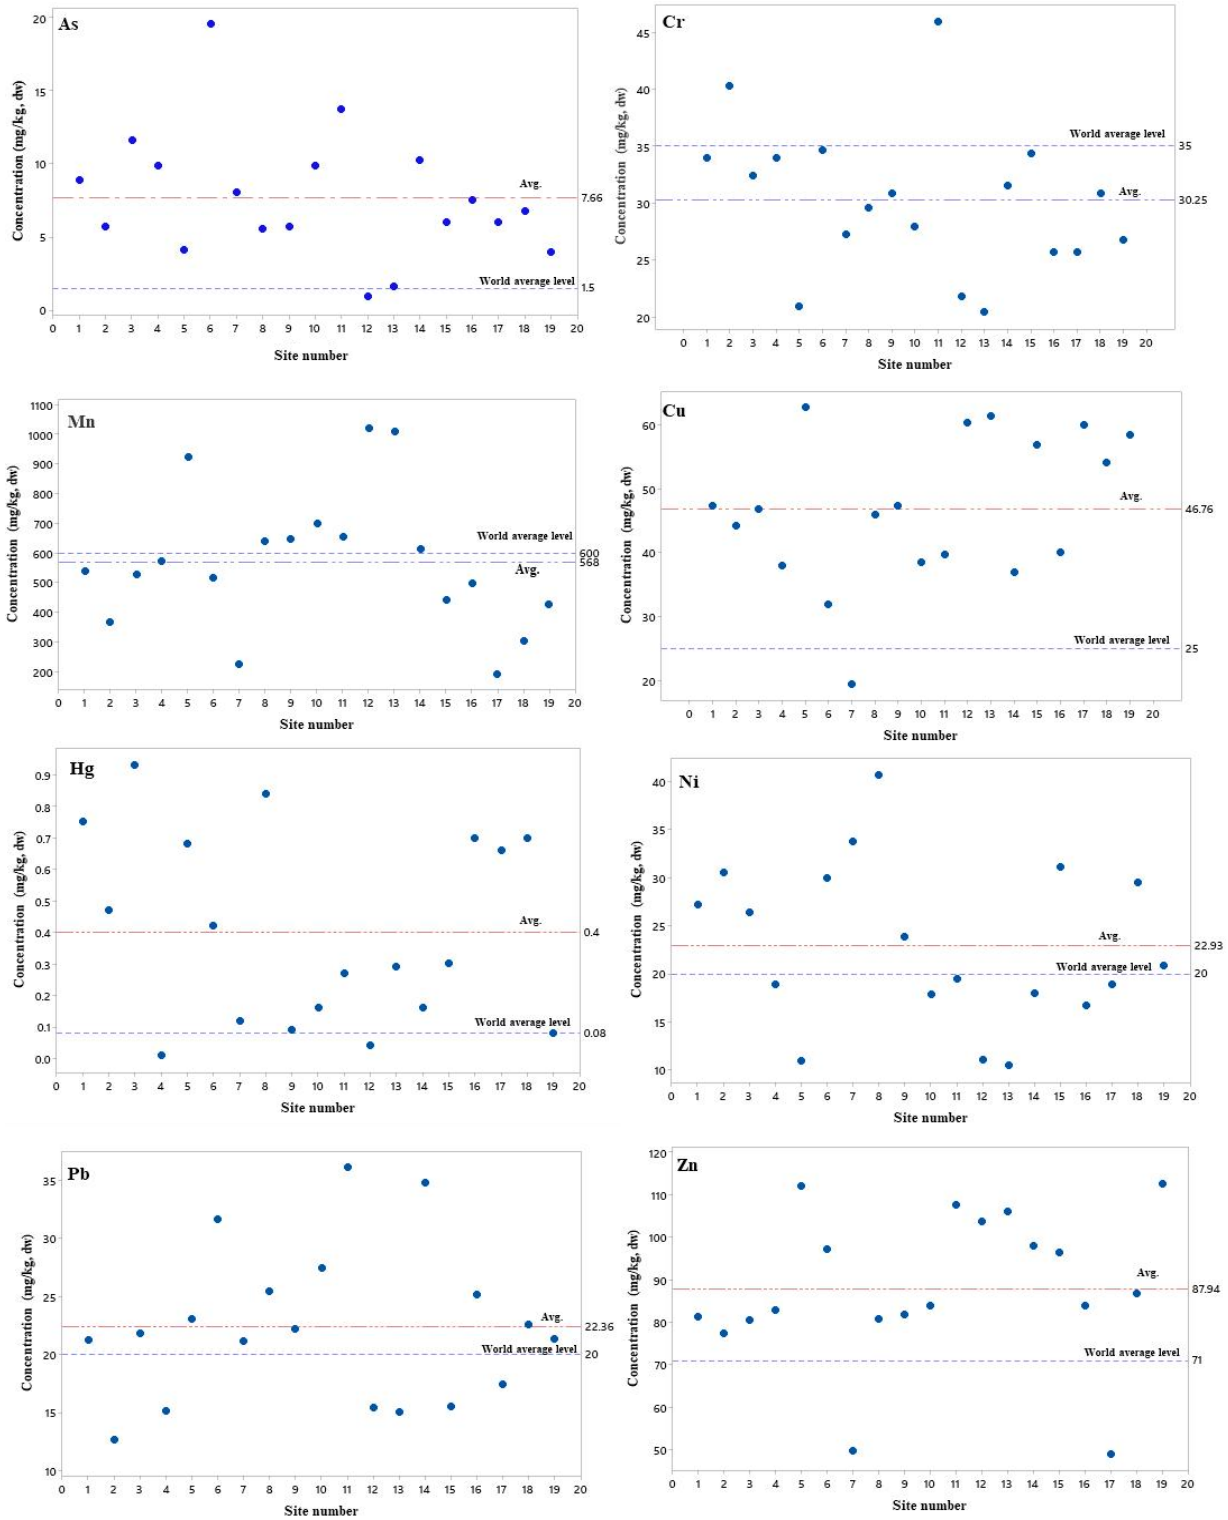 As
Concentration (mg/kg, dw)
20
15
10
5
0
Avg.
7.66
World average level
1.5
0 1 2 3 4 5 6 7 8 9 10 11 12 13 14 15 16 17 18 19 20
Site number
Cr
Concentration (mg/kg, dw)
45
40
35
30
25
20
World average level
35
Avg.
30.25
0 1 2 3 4 5 6 7 8 9 10 11 12 13 14 15 16 17 18 19 20
Site number
Mn
Concentration (mg/kg, dw)
1100
1000
900
800
700
600
500
400
300
200
World average level
600
568
Avg.
0 1 2 3 4 5 6 7 8 9 10 11 12 13 14 15 16 17 18 19 20
Site number
Cu
Concentration (mg/kg, dw)
60
50
40
30
20
Avg.
46.76
World average level
25
0 1 2 3 4 5 6 7 8 9 10 11 12 13 14 15 16 17 18 19 20
Site number
Hg
Concentration (mg/kg, dw)
0.9
0.8
0.7
0.6
0.5
0.4
0.3
0.2
0.1
0.0
Avg.
0.4
World average level
0.08
0 1 2 3 4 5 6 7 8 9 10 11 12 13 14 15 16 17 18 19 20
Site number
Ni
Concentration (mg/kg, dw)
40
35
30
25
20
15
10
Avg.
22.93
World average level
20
0 1 2 3 4 5 6 7 8 9 10 11 12 13 14 15 16 17 18 19 20
Site number
Pb
Concentration (mg/kg, dw)
35
30
25
20
15
10
Avg.
22.36
World average level
20
0 1 2 3 4 5 6 7 8 9 10 11 12 13 14 15 16 17 18 19 20
Site number
Zn
Concentration (mg/kg, dw)
120
110
100
90
80
70
60
50
Avg.
87.94
World average level
71
0 1 2 3 4 5 6 7 8 9 10 11 12 13 14 15 16 17 18 19 20
Site number